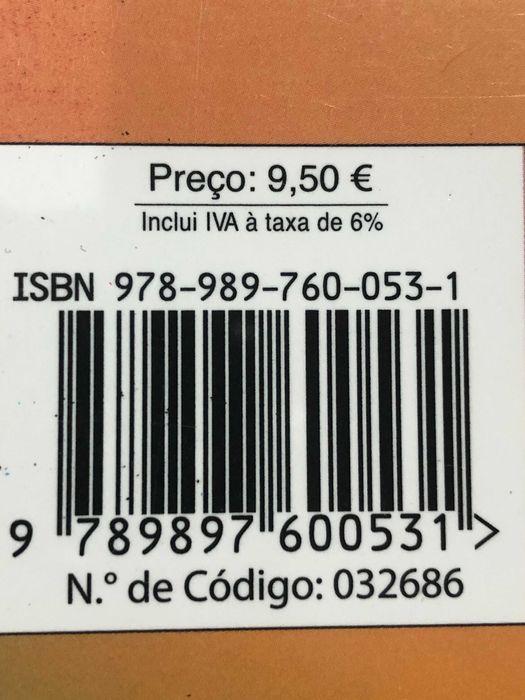 Preço: 9,50 €
Inclui IVA à taxa de 6%
ISBN 978-989-760-053-1
9 789897 600531 >
N.º de Código: 032686